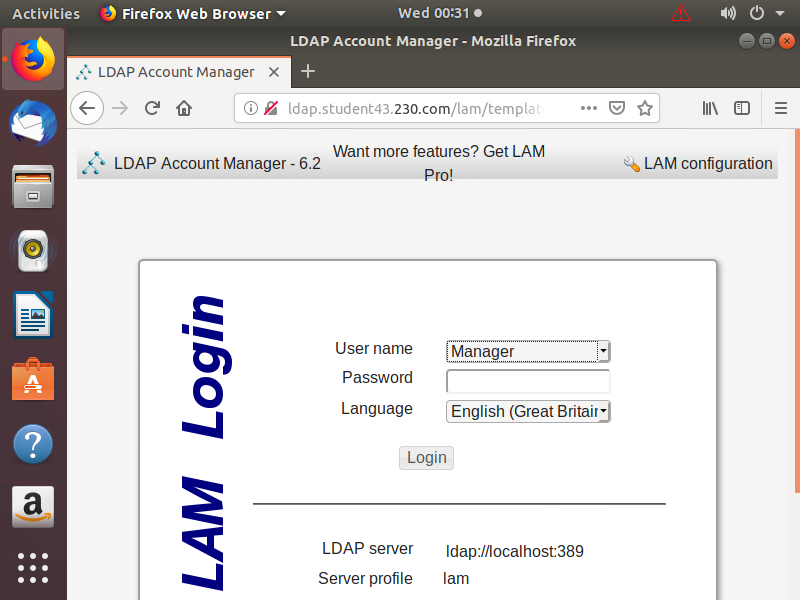 Activities Firefox Web Browser Wed 00:31
LDAP Account Manager - Mozilla Firefox
LDAP Account Manager
ldap.student43.230.com/lam/templat
LDAP Account Manager - 6.2
Want more features? Get LAM
Pro!
LAM configuration
LAM Login
User name Manager
Password
Language English (Great Britain
Login
LDAP server ldap://localhost:389
Server profile lam